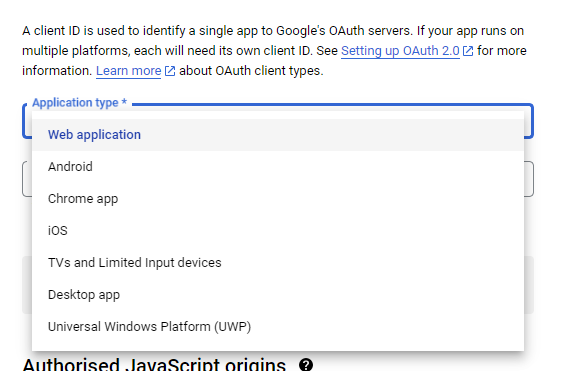 A client ID is used to identify a single app to Google's OAuth servers. If your app runs on
multiple platforms, each will need its own client ID. See Setting up OAuth 2.0 for more
information. Learn more about OAuth client types.
Application type *
Web application
Android
Chrome app
iOS
TVs and Limited Input devices
Desktop app
Universal Windows Platform (UWP)
Authorised JavaScript origins ?